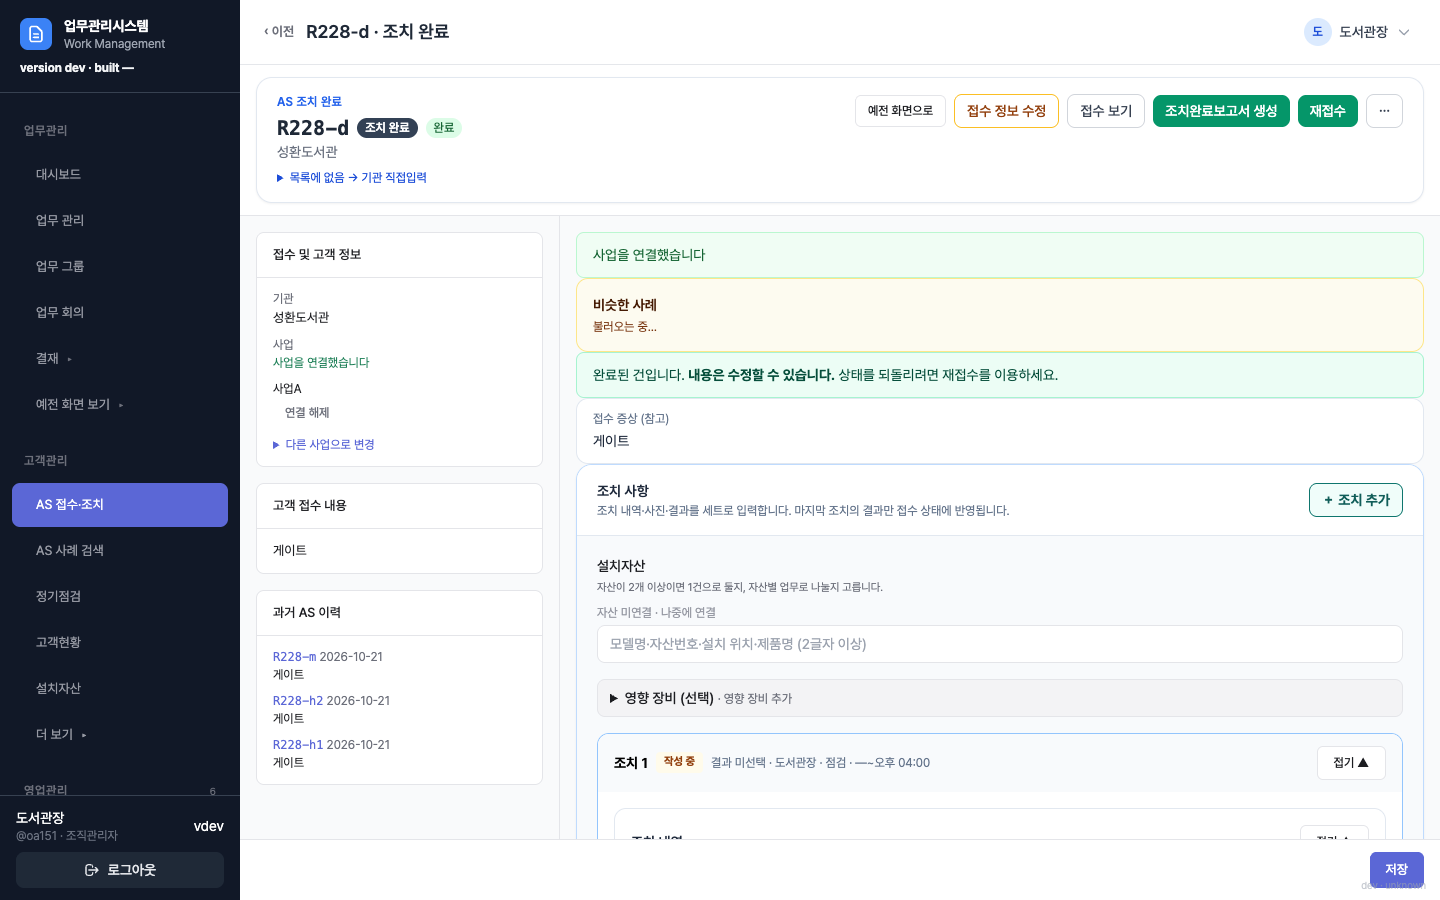 업무관리시스템
Work Management
version dev · built —
업무관리
대시보드
업무 관리
업무 그룹
업무 회의
결재 ▸
예전 화면 보기 ▸
고객관리
AS 접수·조치
AS 사례 검색
정기점검
고객현황
설치자산
더 보기 ▸
영업관리 6
도서관장
@oa151 · 조직관리자
vdev
로그아웃
‹ 이전 R228-d · 조치 완료
도 도서관장
AS 조치 완료
R228-d 조치 완료 완료
성환도서관
▶ 목록에 없음 → 기관 직접입력
예전 화면으로
접수 정보 수정
접수 보기
조치완료보고서 생성
재접수
···
접수 및 고객 정보
기관
성환도서관
사업
사업을 연결했습니다
사업A
연결 해제
▶ 다른 사업으로 변경
고객 접수 내용
게이트
과거 AS 이력
R228-m 2026-10-21
게이트
R228-h2 2026-10-21
게이트
R228-h1 2026-10-21
게이트
사업을 연결했습니다
비슷한 사례
불러오는 중...
완료된 건입니다. 내용은 수정할 수 있습니다. 상태를 되돌리려면 재접수를 이용하세요.
접수 증상 (참고)
게이트
조치 사항
조치 내역·사진·결과를 세트로 입력합니다. 마지막 조치의 결과만 접수 상태에 반영됩니다.
+ 조치 추가
설치자산
자산이 2개 이상이면 1건으로 둘지, 자산별 업무로 나눌지 고릅니다.
자산 미연결 · 나중에 연결
모델명·자산번호·설치 위치·제품명 (2글자 이상)
▶ 영향 장비 (선택) · 영향 장비 추가
조치 1 작성 중 결과 미선택 · 도서관장 · 점검 · —~오후 04:00
접기 ▲
저장